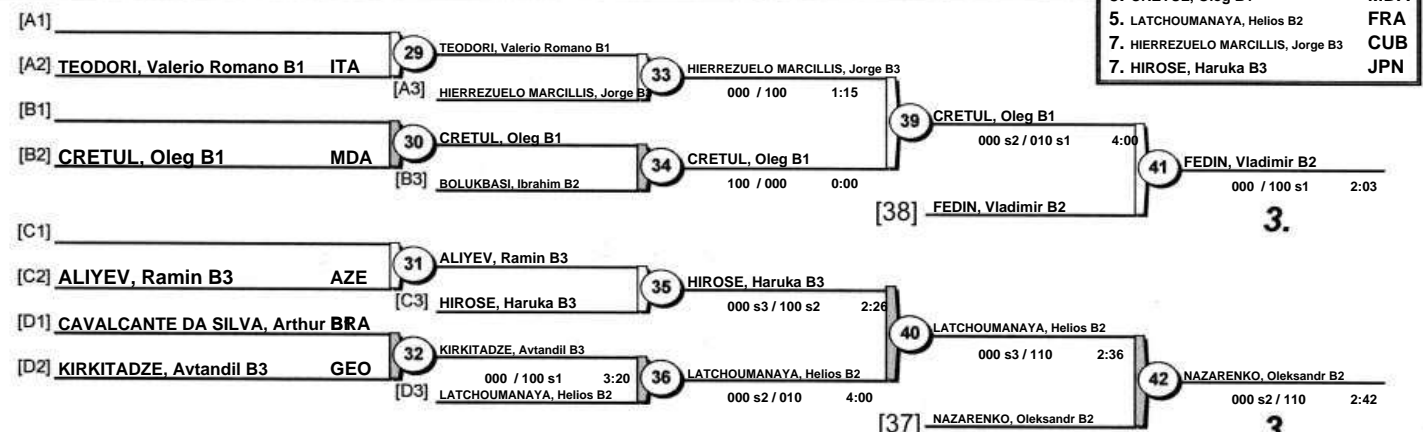 5. LATCHOUMANAYA, Helios B2 FRA
7. HIERREZUELO MARCILLIS, Jorge B3 CUB
7. HIROSE, Haruka B3 JPN
[A1]
[A2] TEODORI, Valerio Romano B1 ITA
29
TEODORI, Valerio Romano B1
[A3] HIERREZUELO MARCILLIS, Jorge B3
33
HIERREZUELO MARCILLIS, Jorge B3
000 / 100 1:15
[B1]
[B2] CRETUL, Oleg B1 MDA
30
CRETUL, Oleg B1
[B3] BOLUKBASI, Ibrahim B2
34
CRETUL, Oleg B1
100 / 000 0:00
39
CRETUL, Oleg B1
000 s2 / 010 s1 4:00
[38] FEDIN, Vladimir B2
41
FEDIN, Vladimir B2
000 / 100 s1 2:03
3.
[C1]
[C2] ALIYEV, Ramin B3 AZE
31
ALIYEV, Ramin B3
[C3] HIROSE, Haruka B3
35
HIROSE, Haruka B3
000 s3 / 100 s2 2:26
[D1] CAVALCANTE DA SILVA, Arthur BRA
[D2] KIRKITADZE, Avtandil B3 GEO
32
KIRKITADZE, Avtandil B3
000 / 100 s1 3:20
[D3] LATCHOUMANAYA, Helios B2
36
LATCHOUMANAYA, Helios B2
000 s2 / 010 4:00
40
LATCHOUMANAYA, Helios B2
000 s3 / 110 2:36
[37] NAZARENKO, Oleksandr B2
42
NAZARENKO, Oleksandr B2
000 s2 / 110 2:42
3.